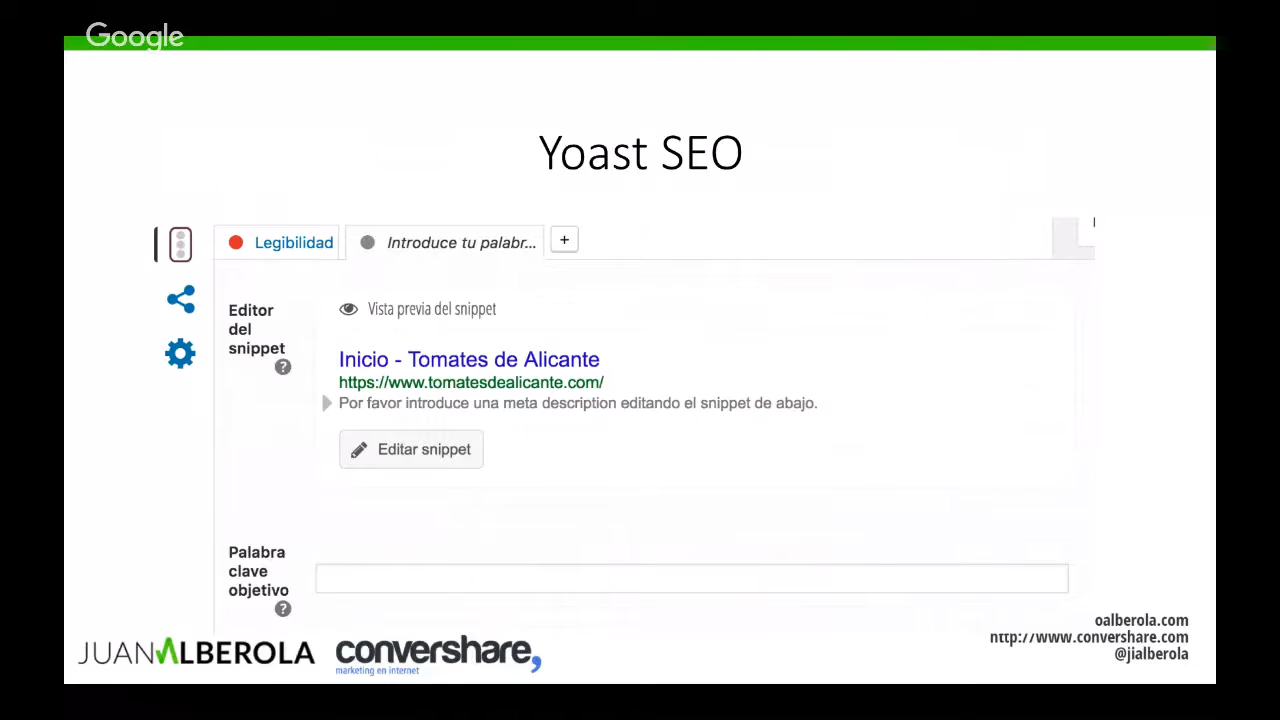 Google
Yoast SEO
Legibilidad
Introduce tu palabr...
+
Editor
del
snippet
?
Vista previa del snippet
Inicio - Tomates de Alicante
https://www.tomatesdealicante.com/
Por favor introduce una meta description editando el snippet de abajo.
Editar snippet
Palabra
clave
objetivo
?
JUANALBEROLA
convershare,
marketing en internet
oalberola.com
http://www.convershare.com
@jialberola